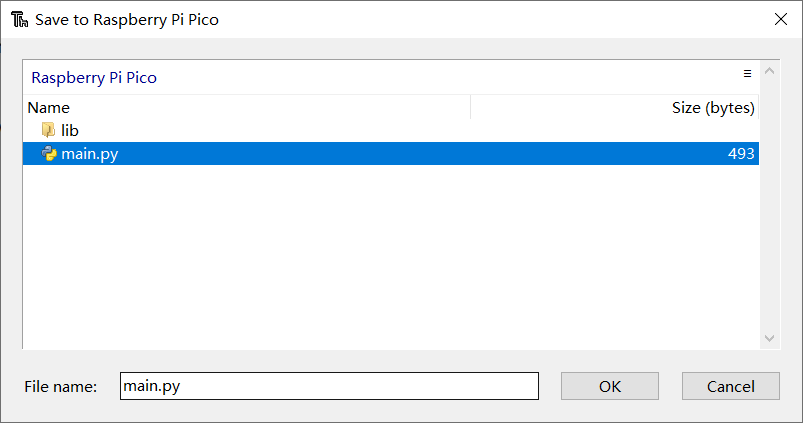 Save to Raspberry Pi Pico
Raspberry Pi Pico
Name Size (bytes)
lib
main.py 493
File name: main.py OK Cancel